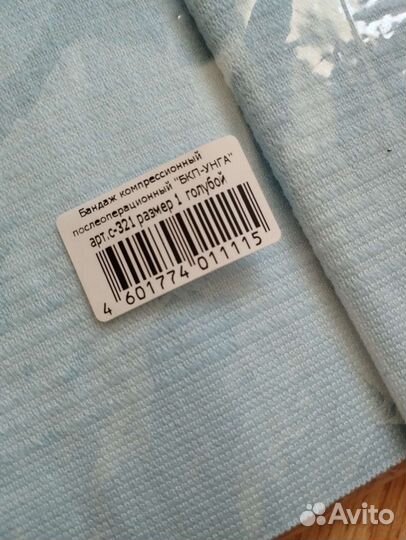 Бандаж компрессионный
послеоперационный "БКП-УНГА"
арт.с-321 размер 1 голубой
4 601774 011115
Avito